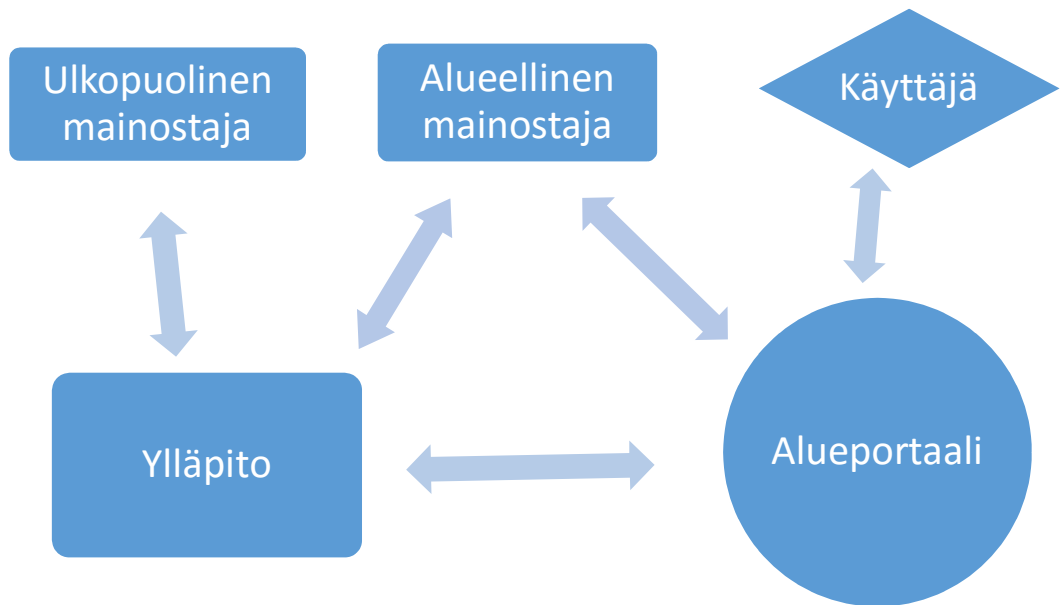 Ulkopuolinen
mainostaja
Alueellinen
mainostaja
Käyttäjä
Ylläpito
Alueportaali